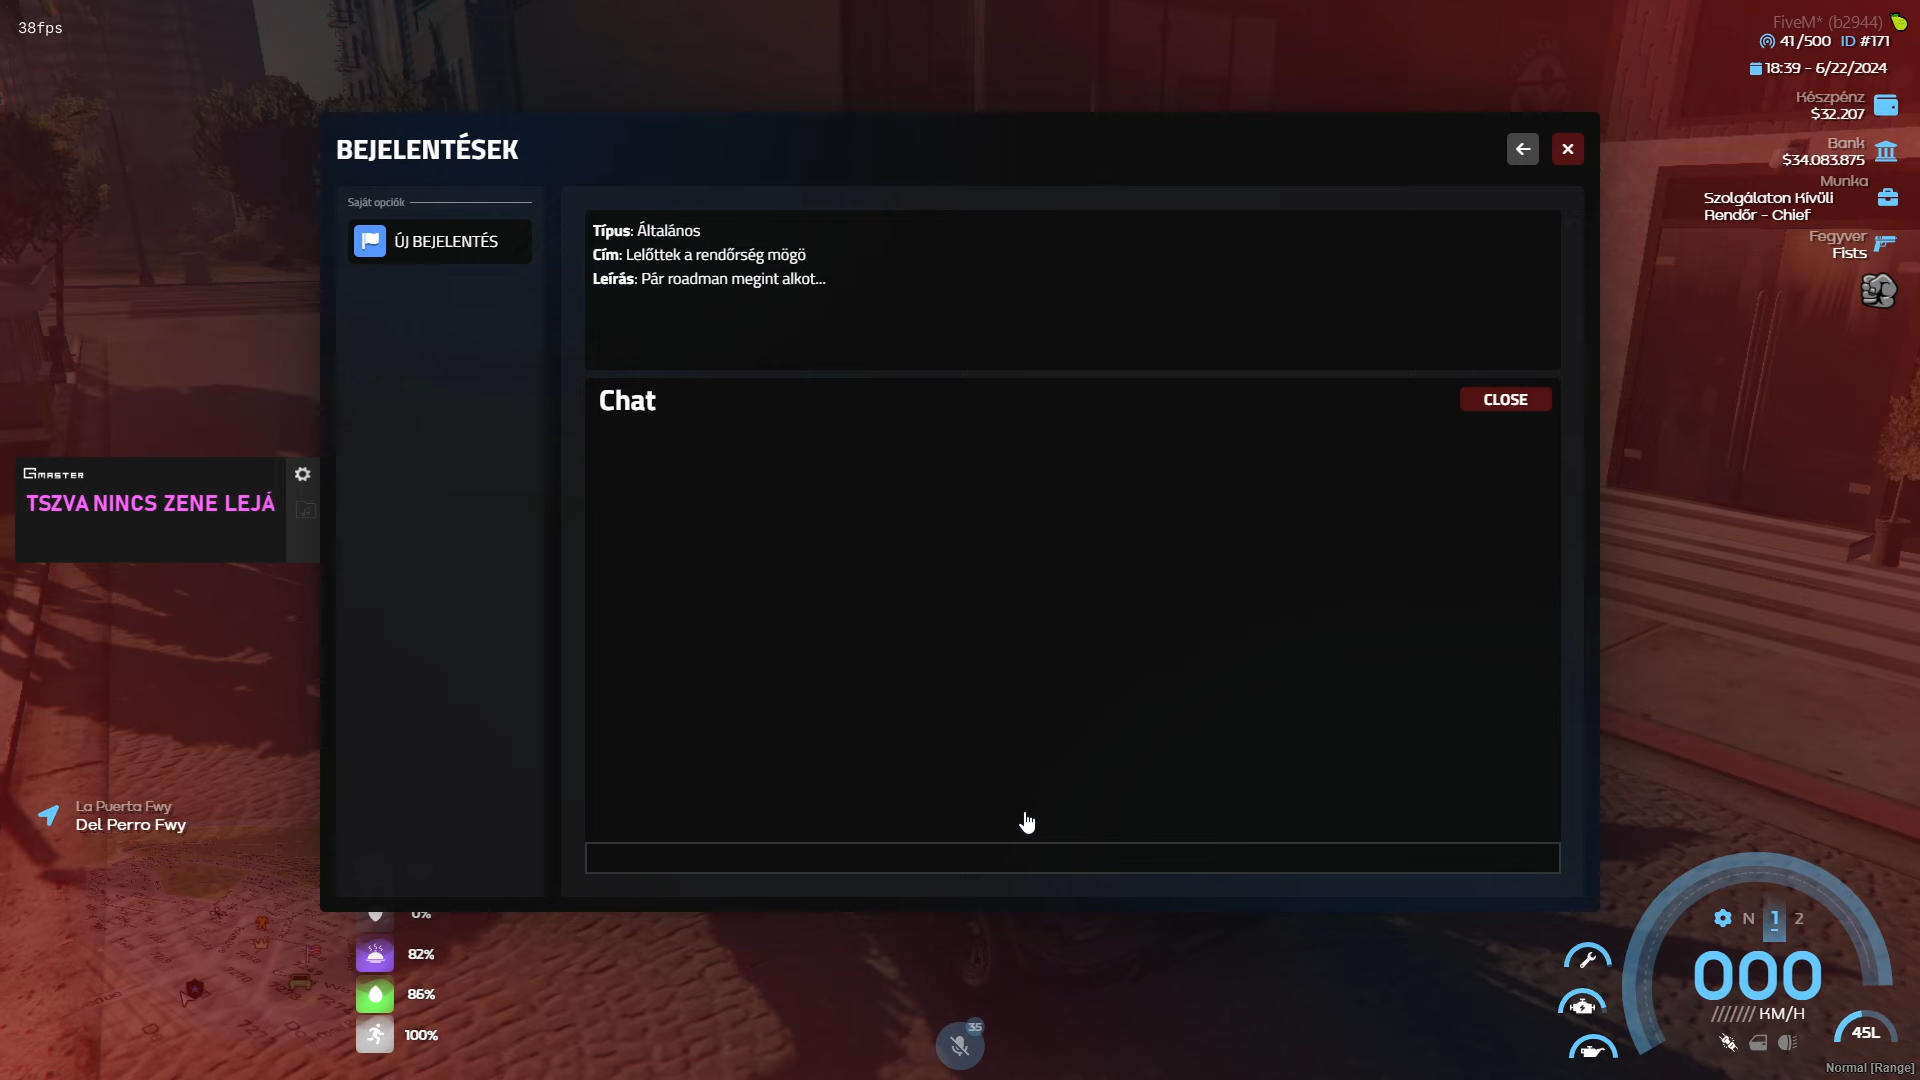 38fps
FiveM* (b2944)
41/500 ID #171
18:39 - 6/22/2024
Készpénz
$32.207
Bank
$34.083.875
Munka
Szolgálaton Kívüli
Rendőr - Chief
Fegyver
Fists
BEJELENTÉSEK
Saját opciók
ÚJ BEJELENTÉS
Típus: Általános
Cím: Lelőttek a rendőrség mögö
Leírás: Pár roadman megint alkot...
Chat
CLOSE
GMASTER
TSZVA NINCS ZENE LEJÁ
La Puerta Fwy
Del Perro Fwy
0%
82%
86%
100%
35
N 1 2
000
/////// KM/H
45L
Normal [Range]